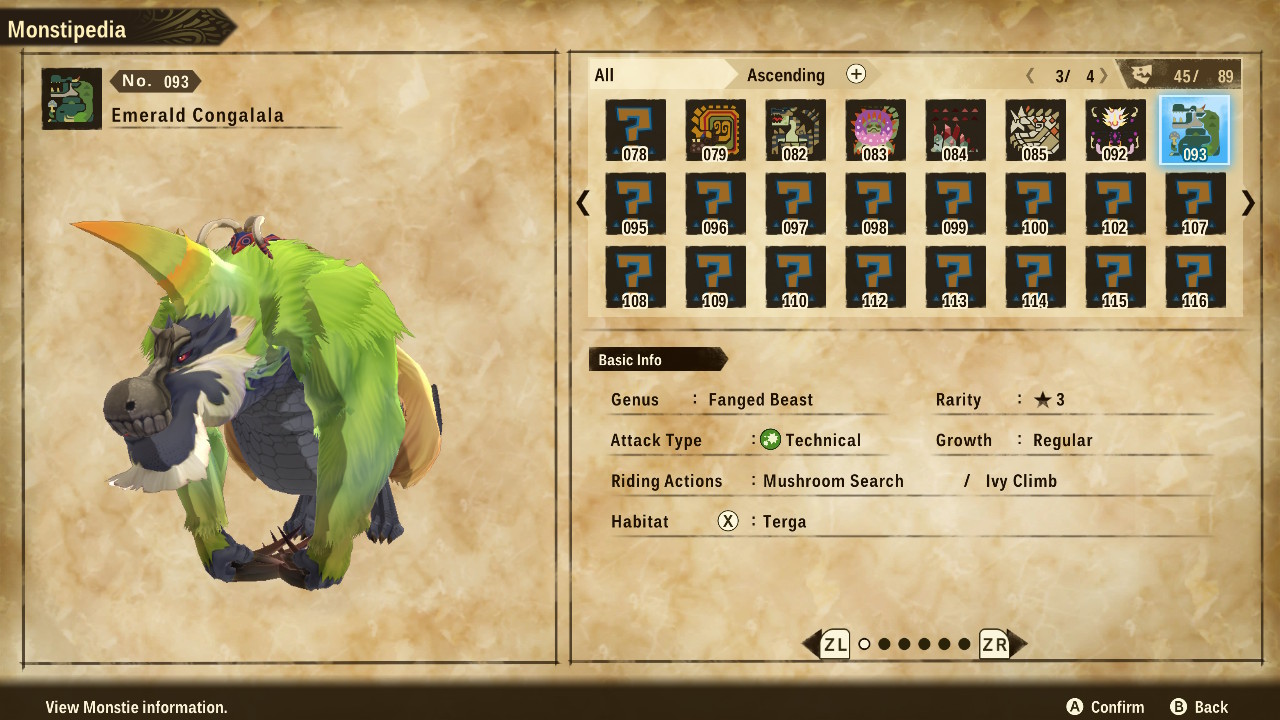 Monstipedia
No. 093
Emerald Congalala
All
Ascending
3/ 4
45/ 89
078 079 082 083 084 085 092 093
095 096 097 098 099 100 102 107
108 109 110 112 113 114 115 116
Basic Info
Genus : Fanged Beast
Rarity : ★ 3
Attack Type : Technical
Growth : Regular
Riding Actions : Mushroom Search / Ivy Climb
Habitat X : Terga
ZL ZR
View Monstie information.
A Confirm B Back